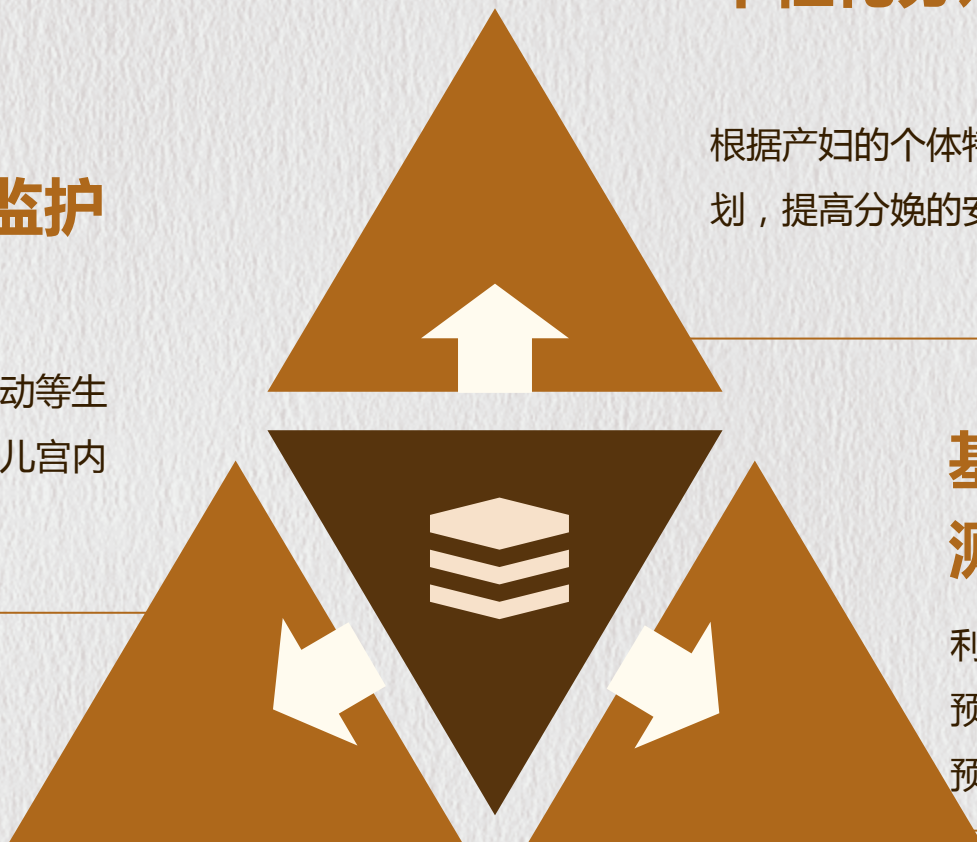 监护
动等生
儿宫内
根据产妇的个体
划，提高分娩的
基
测
利
预
预